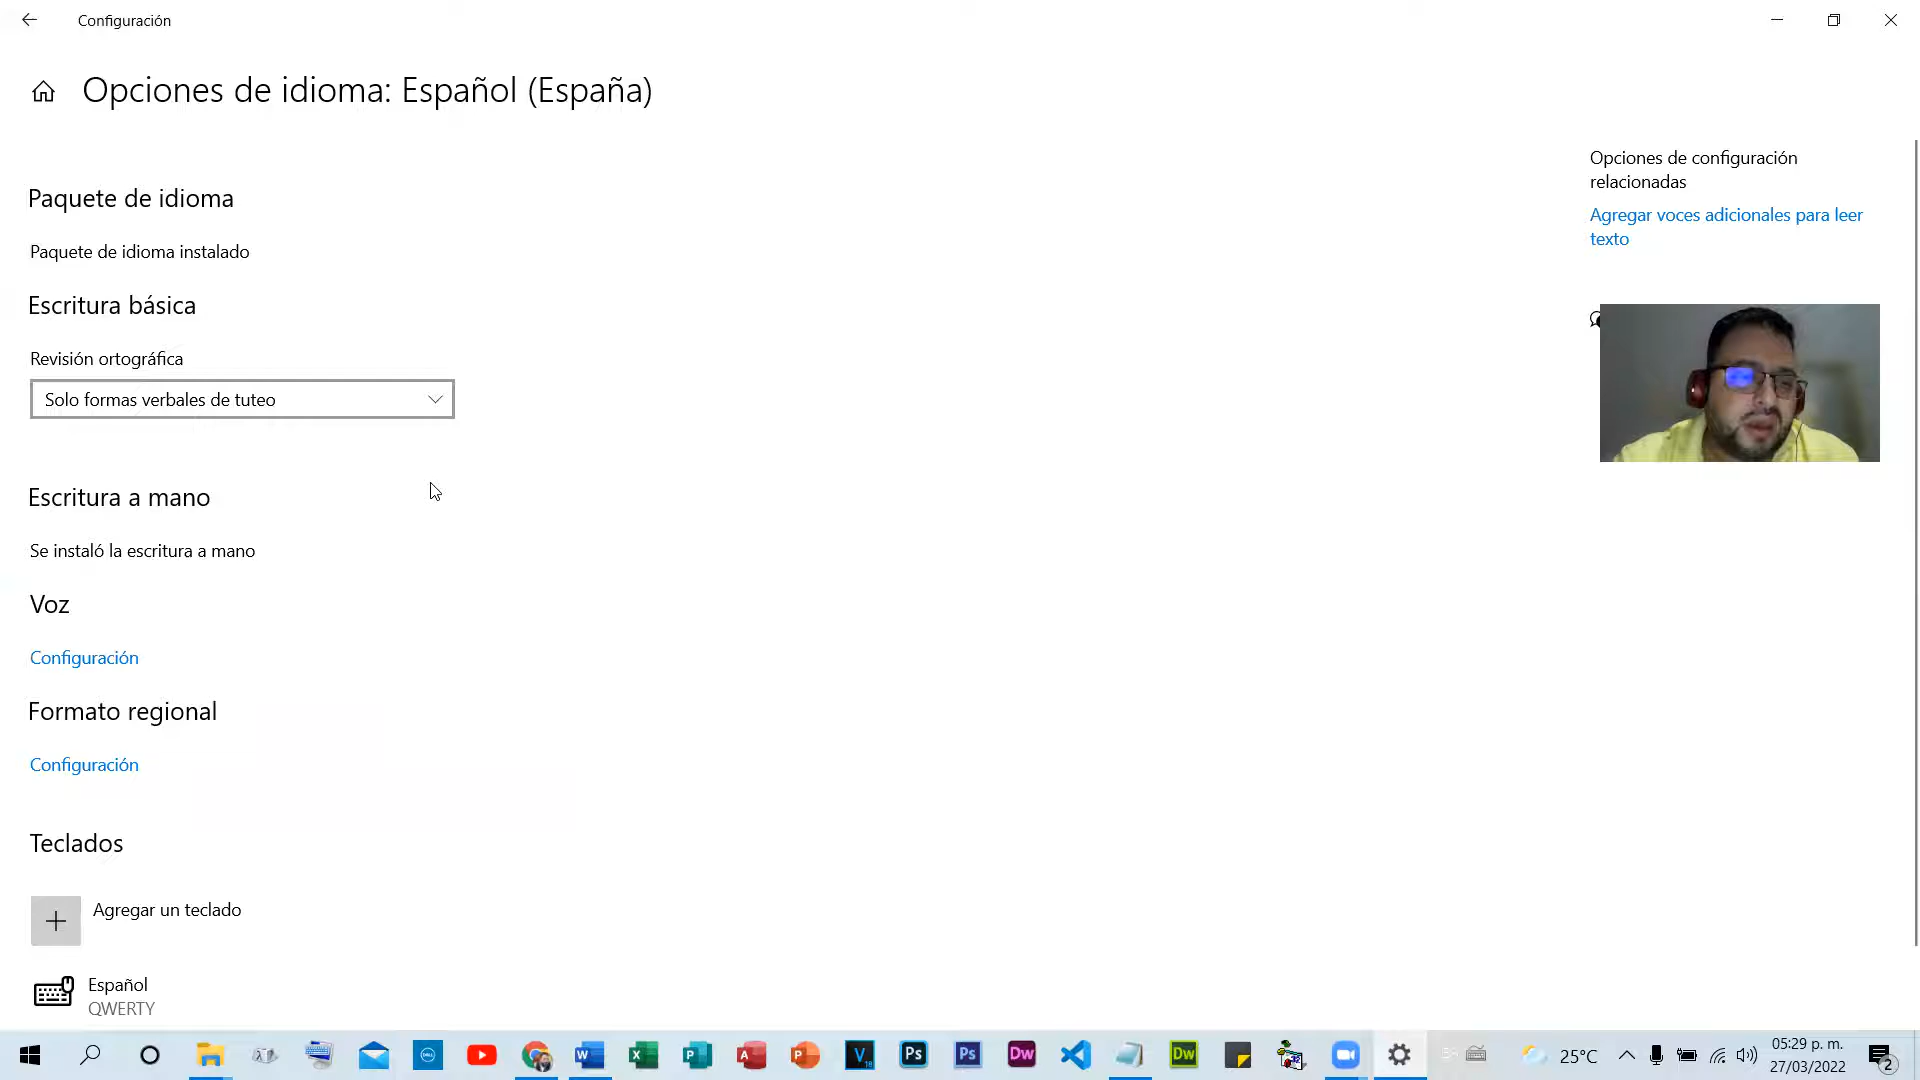 Configuración
Opciones de idioma: Español (España)
Paquete de idioma
Paquete de idioma instalado
Escritura básica
Revisión ortográfica
Solo formas verbales de tuteo
Escritura a mano
Se instaló la escritura a mano
Voz
Configuración
Formato regional
Configuración
Teclados
Agregar un teclado
Español
QWERTY
Opciones de configuración
relacionadas
Agregar voces adicionales para leer
texto
25°C
05:29 p. m.
27/03/2022
2